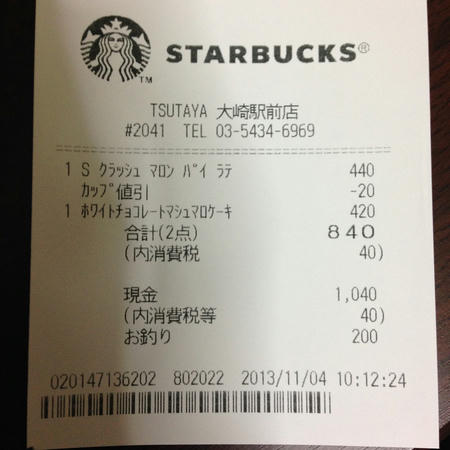 STARBUCKS®
TM
TSUTAYA 大崎駅前店
#2041 TEL 03-5434-6969
1 S ｸﾗｯｼｭ ﾏﾛﾝ ﾊﾟｲ ﾗﾃ 440
ｶｯﾌﾟ値引 -20
1 ﾎﾜｲﾄﾁｮｺﾚｰﾄﾏｼｭﾏﾛｹｰｷ 420
合計(2点) 840
(内消費税 40)
現金 1,040
(内消費税等 40)
お釣り 200
020147136202 802022 2013/11/04 10:12:24